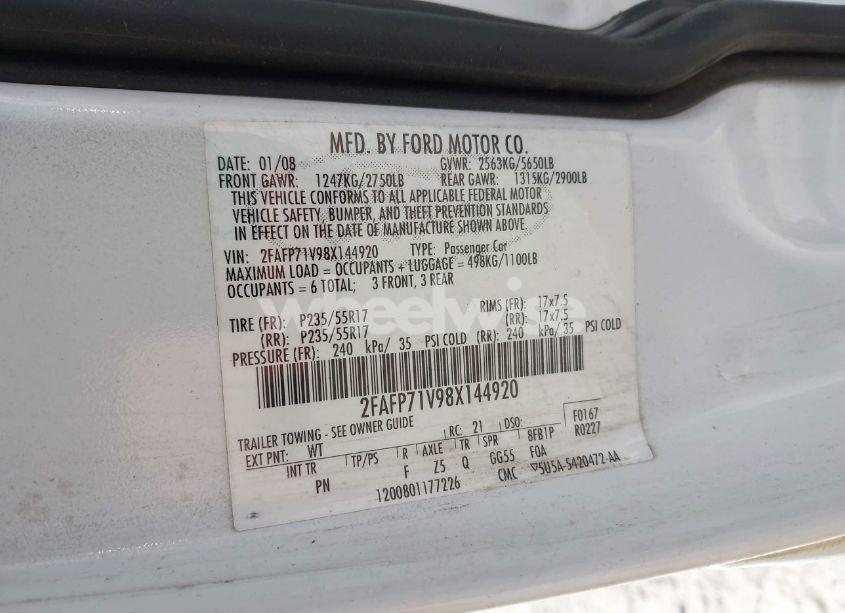 MFD. BY FORD MOTOR CO.
DATE: 01/08 GVWR: 2563KG/5650LB
FRONT GAWR: 1247KG/2750LB REAR GAWR: 1315KG/2900LB
THIS VEHICLE CONFORMS TO ALL APPLICABLE FEDERAL MOTOR
VEHICLE SAFETY, BUMPER, AND THEFT PREVENTION STANDARDS
IN EFFECT ON THE DATE OF MANUFACTURE SHOWN ABOVE.
VIN: 2FAFP71V98X144920 TYPE: Passenger Car
MAXIMUM LOAD = OCCUPANTS + LUGGAGE = 498KG/1100LB
OCCUPANTS = 6 TOTAL; 3 FRONT, 3 REAR
wheelwise
TIRE (FR): P235/55R17 RIMS (FR): 17x7.5
(RR): P235/55R17 (RR): 17x7.5
PRESSURE (FR): 240 kPa/ 35 PSI COLD (RR): 240 kPa/ 35 PSI COLD
2FAFP71V98X144920
TRAILER TOWING - SEE OWNER GUIDE RC: 21 DSO: F0167
EXT PNT: WT 8FB1P R0227
INT TR TP/PS R AXLE TR SPR F0A
F Z5 Q GG55
PN 1200801177226 CMC ▽5U5A-5420472-AA